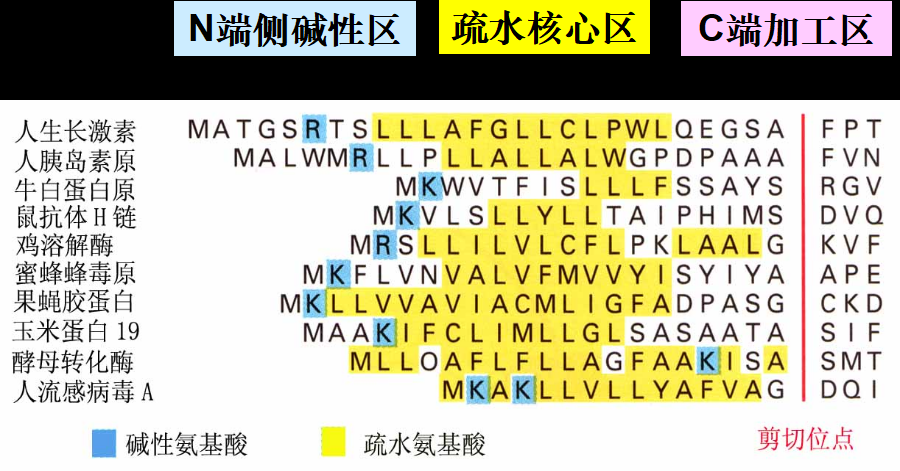 N端侧碱性区 疏水核心区 C端加工区
人生长激素 MATGSRTSLLLAFGLLCLPWLQEGSA FPT
人胰岛素原 MALWMRLLPLLALLALWGPDPAAA FVN
牛白蛋白原 MKWVTFISLLLFSSAYS RGV
鼠抗体H链 MKVLSLLYLLTAIPHIMS DVQ
鸡溶解酶 MRSLLILVLCFLPKLAALG KVF
蜜蜂蜂毒原 MKFLVNVALVFMVVYISYIYA APE
果蝇胶蛋白 MKLLVVAVIACMLIGFADPASG CKD
玉米蛋白19 MAAKIFCLIMLLGLSASAATA SIF
酵母转化酶 MLLOAFLFLLAGFAAKISA SMT
人流感病毒A MKAKLLVLLYAFVAG DQI
碱性氨基酸 疏水氨基酸 剪切位点